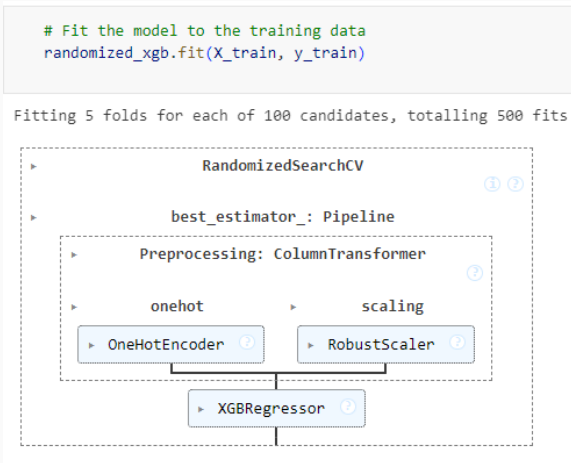 # Fit the model to the training data
randomized_xgb.fit(X_train, y_train)
Fitting 5 folds for each of 100 candidates, totalling 500 fits
RandomizedSearchCV
i ?
best_estimator_: Pipeline
Preprocessing: ColumnTransformer
?
onehot scaling
OneHotEncoder ? RobustScaler ?
XGBRegressor ?